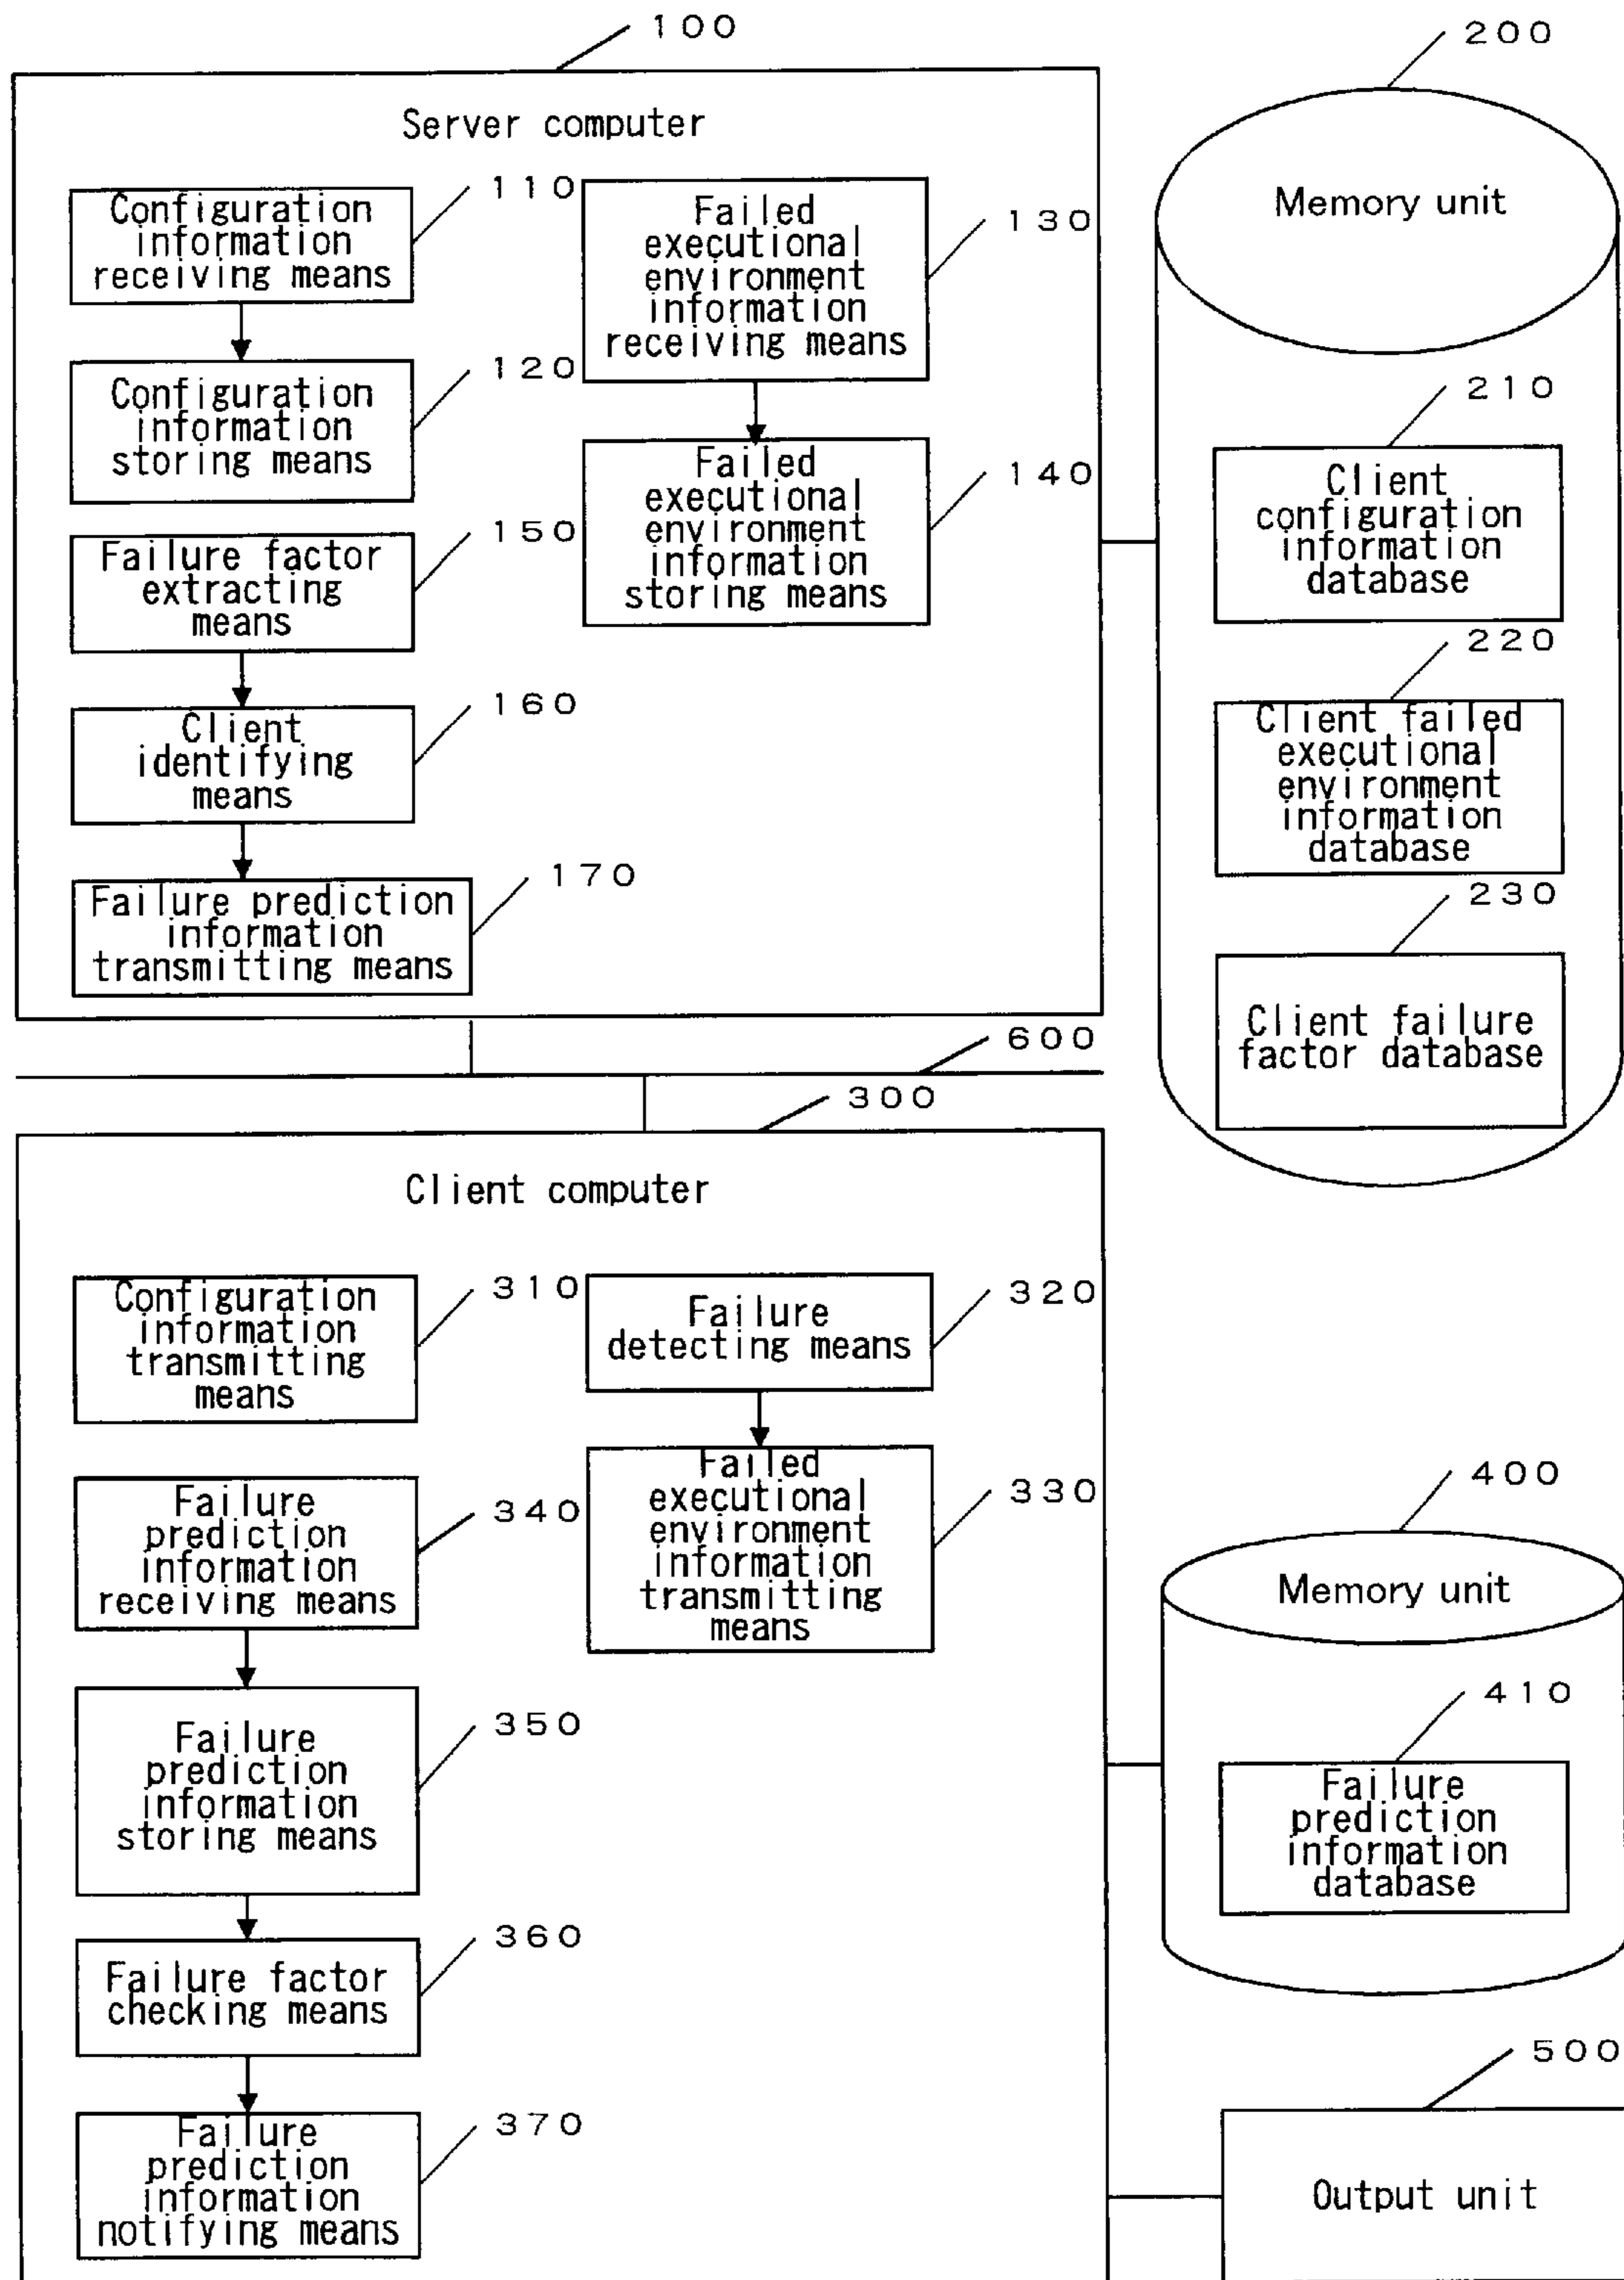 100
Server computer
Configuration
information
receiving means
110
Configuration
information
storing means
120
Failed
executional
environment
information
receiving means
130
Failed
executional
environment
information
storing means
140
Failure factor
extracting
means
150
Client
identifying
means
160
Failure prediction
information
transmitting means
170
200
Memory unit
210
Client
configuration
information
database
220
Client failed
executional
environment
information
database
230
Client failure
factor database
600
300
Client computer
Configuration
information
transmitting
means
310
Failure
detecting means
320
Failed
executional
environment
information
transmitting
means
330
Failure
prediction
information
receiving means
340
Failure
prediction
information
storing means
350
Failure factor
checking means
360
Failure
prediction
information
notifying means
370
400
Memory unit
410
Failure
prediction
information
database
500
Output unit